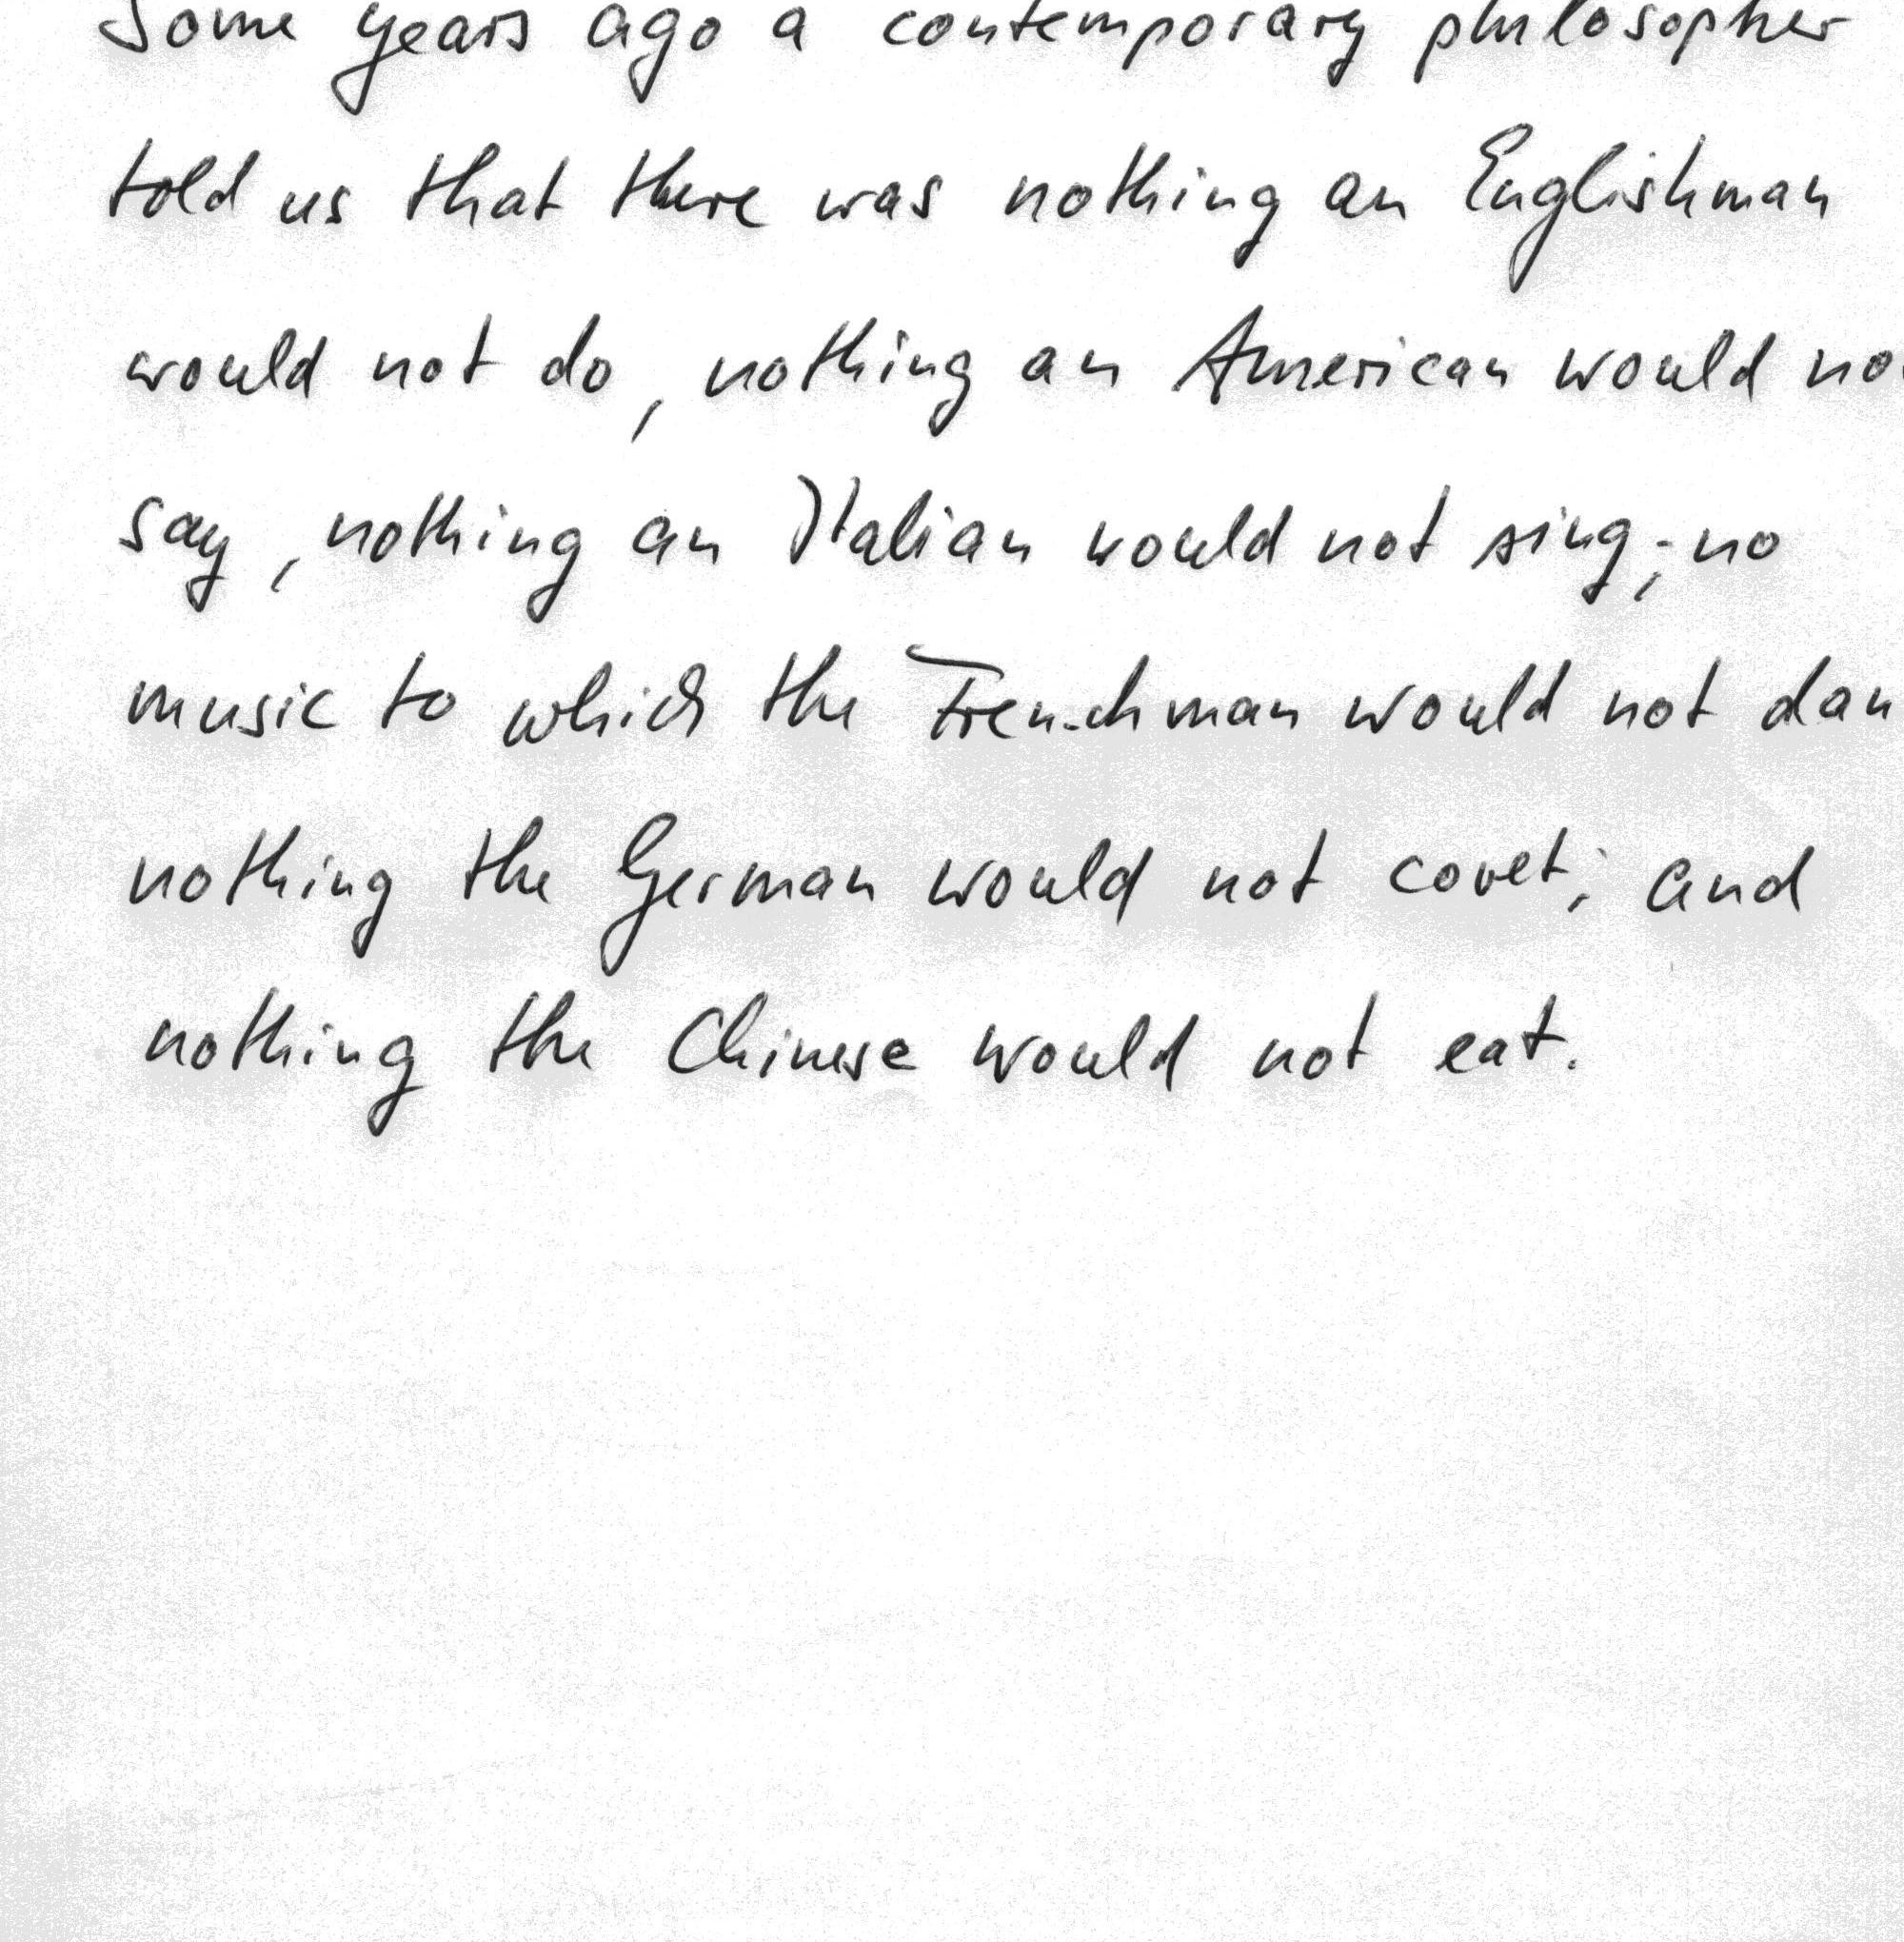 Some years ago a contemporary philosopher
told us that there was nothing an Englishman
would not do, nothing an American would no
say, nothing an Italian would not sing; no
music to which the Frenchman would not dan
nothing the German would not covet; and
nothing the Chinese would not eat.